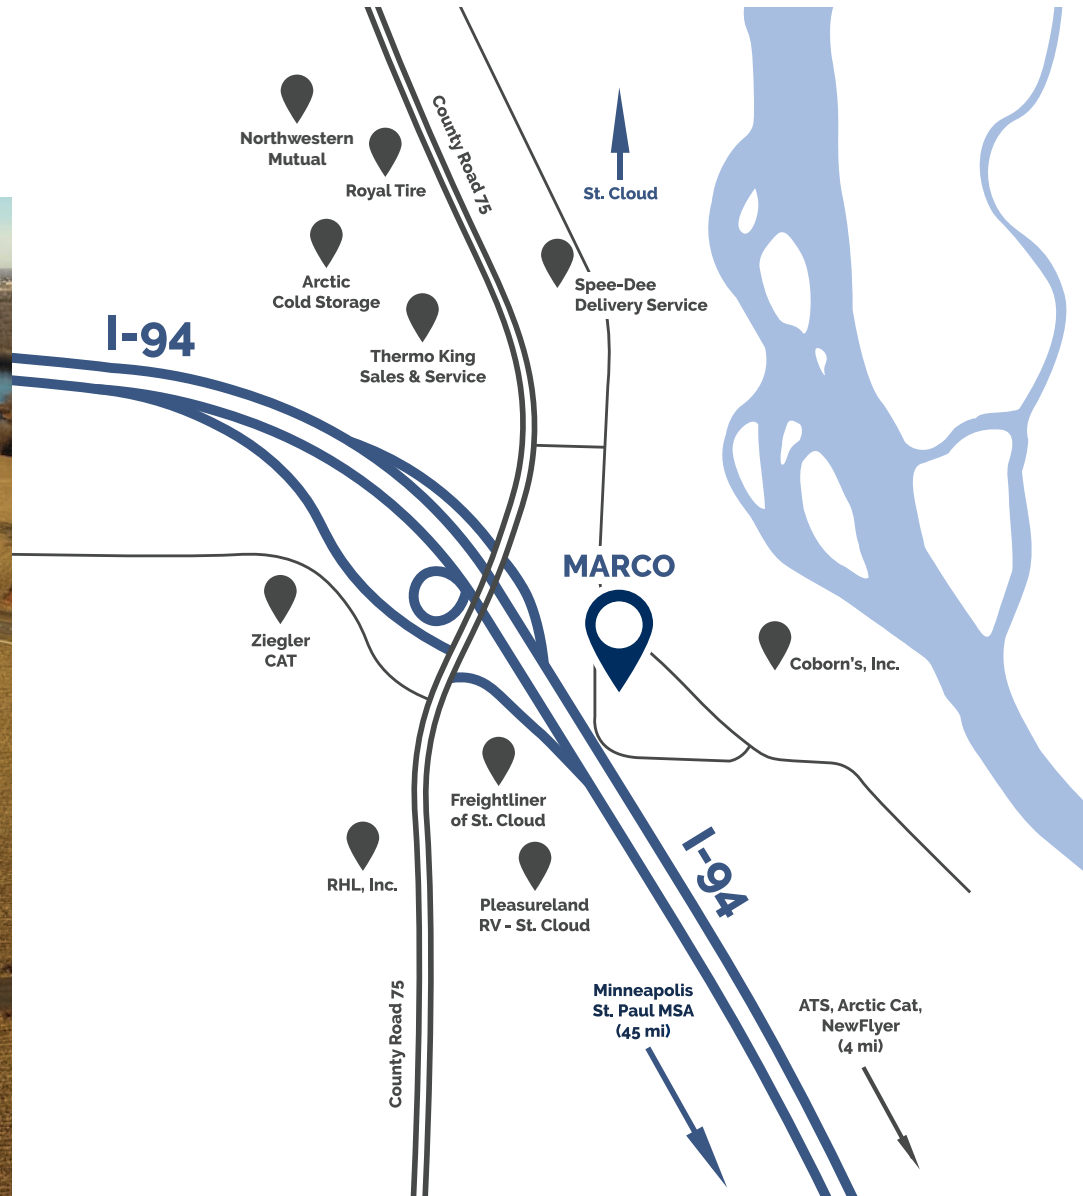 Northwestern
Mutual
Royal Tire
County Road 75
St. Cloud
Arctic
Cold Storage
Spee-Dee
Delivery Service
I-94
Thermo King
Sales & Service
MARCO
Ziegler
CAT
Coborn's, Inc.
Freightliner
of St. Cloud
RHL, Inc.
I-94
Pleasureland
RV - St. Cloud
County Road 75
Minneapolis
St. Paul MSA
(45 mi)
ATS, Arctic Cat,
NewFlyer
(4 mi)